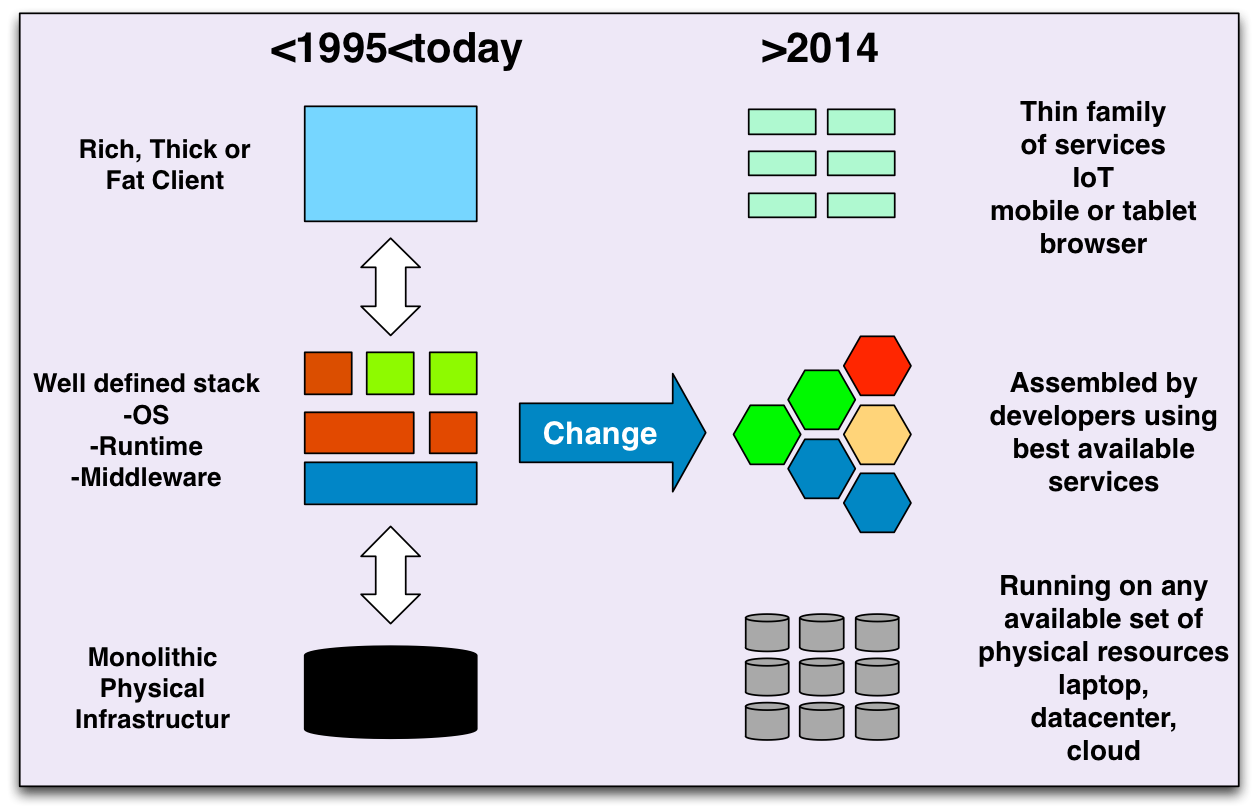 <1995<today
>2014
Rich, Thick or
Fat Client
Thin family
of services
IoT
mobile or tablet
browser
Well defined stack
-OS
-Runtime
-Middleware
Change
Assembled by
developers using
best available
services
Monolithic
Physical
Infrastructur
Running on any
available set of
physical resources
laptop,
datacenter,
cloud